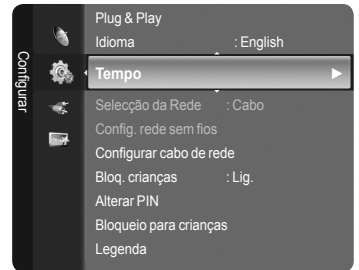 Configurar
Plug & Play
Idioma : English
Tempo
Selecção da Rede : Cabo
Config. rede sem fios
Configurar cabo de rede
Bloq. crianças : Lig.
Alterar PIN
Bloqueio para crianças
Legenda